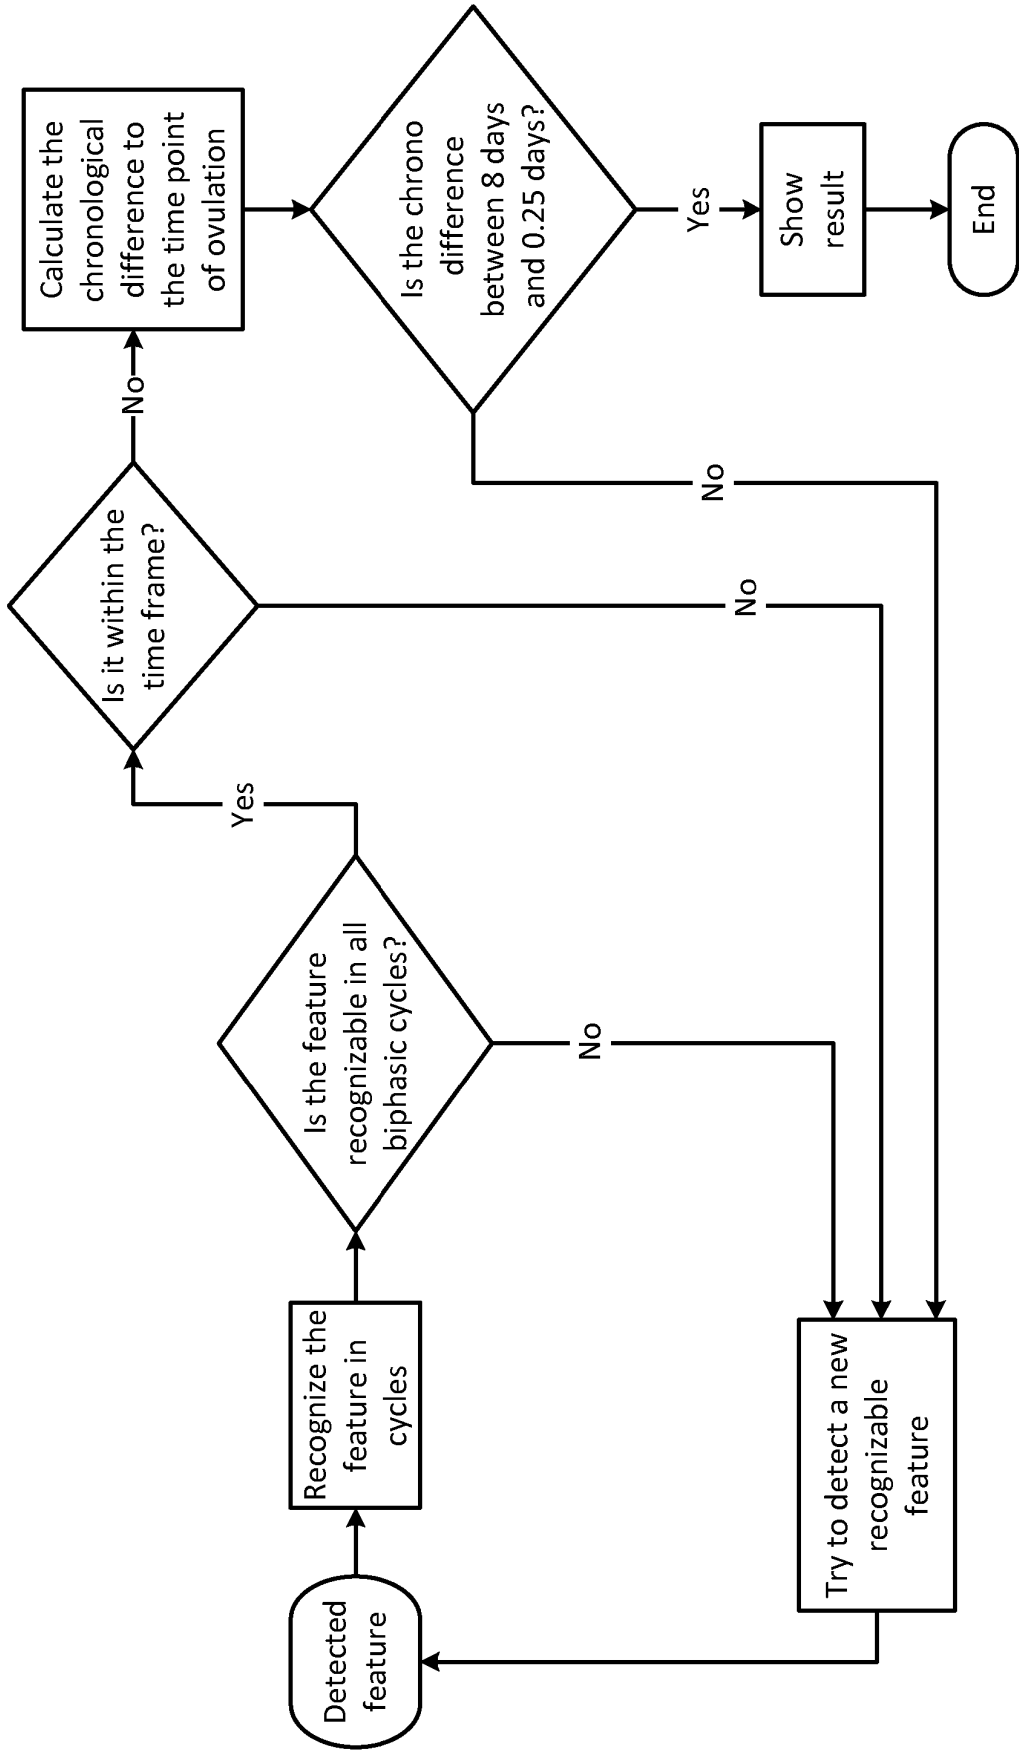 Detected
feature
Recognize the
feature in
cycles
Is the feature
recognizable in all
biphasic cycles?
Yes
No
Is it within the
time frame?
No
No
Calculate the
chronological
difference to
the time point
of ovulation
Is the chrono
difference
between 8 days
and 0.25 days?
No
Yes
Show
result
End
Try to detect a new
recognizable
feature